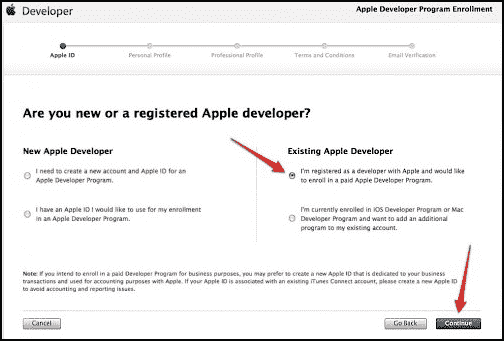 Developer
Apple Developer Program Enrollment
Apple ID
Personal Profile
Professional Profile
Terms and Conditions
Email Verification
Are you new or a registered Apple developer?
New Apple Developer
I need to create a new account and Apple ID for an
Apple Developer Program.
I have an Apple ID I would like to use for my enrollment
in an Apple Developer Program.
Existing Apple Developer
I'm registered as a developer with Apple and would like
to enroll in a paid Apple Developer Program.
I'm currently enrolled in iOS Developer Program or Mac
Developer Program and want to add an additional
program to my existing account.
Note: If you intend to enroll in a paid Developer Program for business purposes, you may prefer to create a new Apple ID that is dedicated to your business
transactions and used for accounting purposes with Apple. If your Apple ID is associated with an existing iTunes Connect account, please create a new Apple ID
to avoid accounting and reporting issues.
Cancel
Go Back
Continue